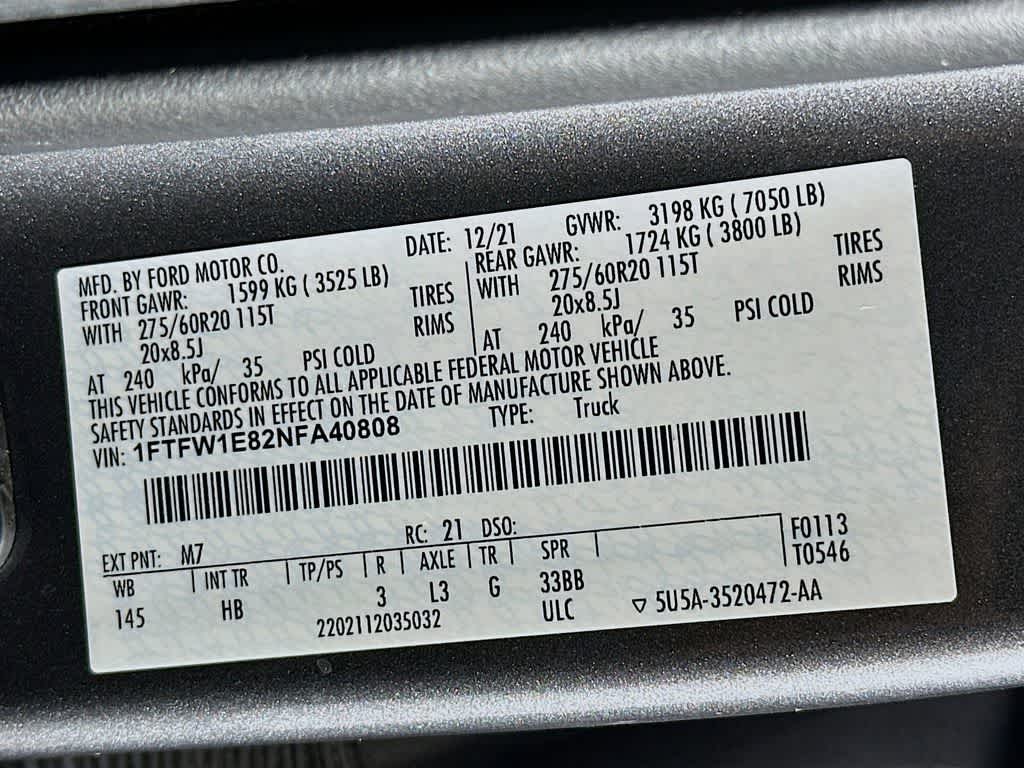 MFD. BY FORD MOTOR CO. DATE: 12/21 GVWR: 3198 KG ( 7050 LB)
FRONT GAWR: 1599 KG ( 3525 LB) REAR GAWR: 1724 KG ( 3800 LB)
WITH 275/60R20 115T TIRES WITH 275/60R20 115T TIRES
20x8.5J RIMS 20x8.5J RIMS
AT 240 kPa/ 35 PSI COLD AT 240 kPa/ 35 PSI COLD
THIS VEHICLE CONFORMS TO ALL APPLICABLE FEDERAL MOTOR VEHICLE
SAFETY STANDARDS IN EFFECT ON THE DATE OF MANUFACTURE SHOWN ABOVE.
VIN: 1FTFW1E82NFA40808 TYPE: Truck
EXT PNT: M7 RC: 21 DSO: F0113
WB INT TR TP/PS R AXLE TR SPR T0546
145 HB 3 L3 G 33BB
2202112035032 ULC ▽ 5U5A-3520472-AA